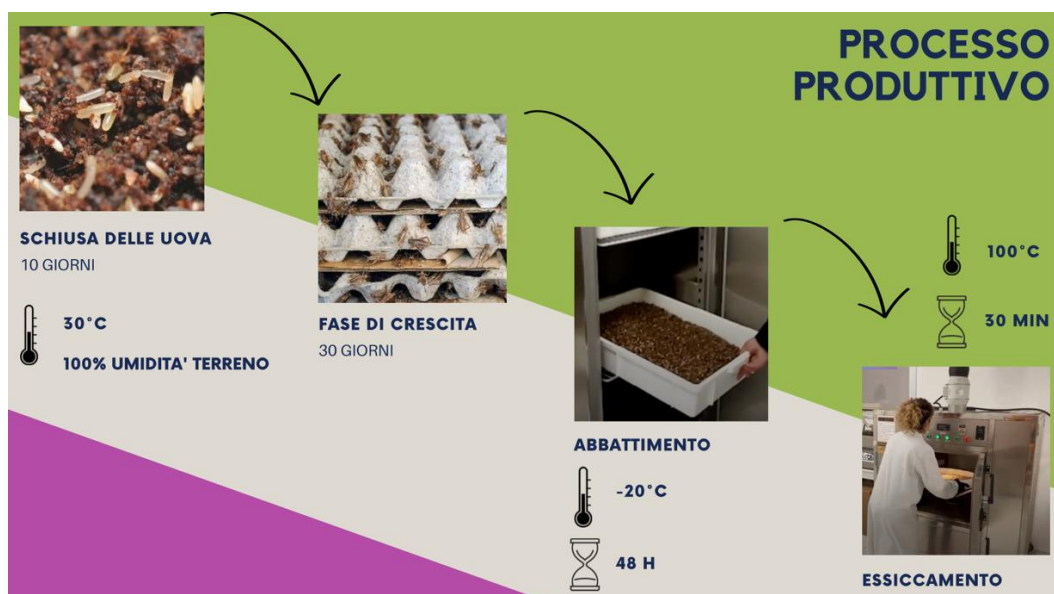 PROCESSO
PRODUTTIVO
SCHIUSA DELLE UOVA
10 GIORNI
30°C
100% UMIDITA' TERRENO
FASE DI CRESCITA
30 GIORNI
ABBATTIMENTO
-20°C
48 H
100°C
30 MIN
ESSICCAMENTO